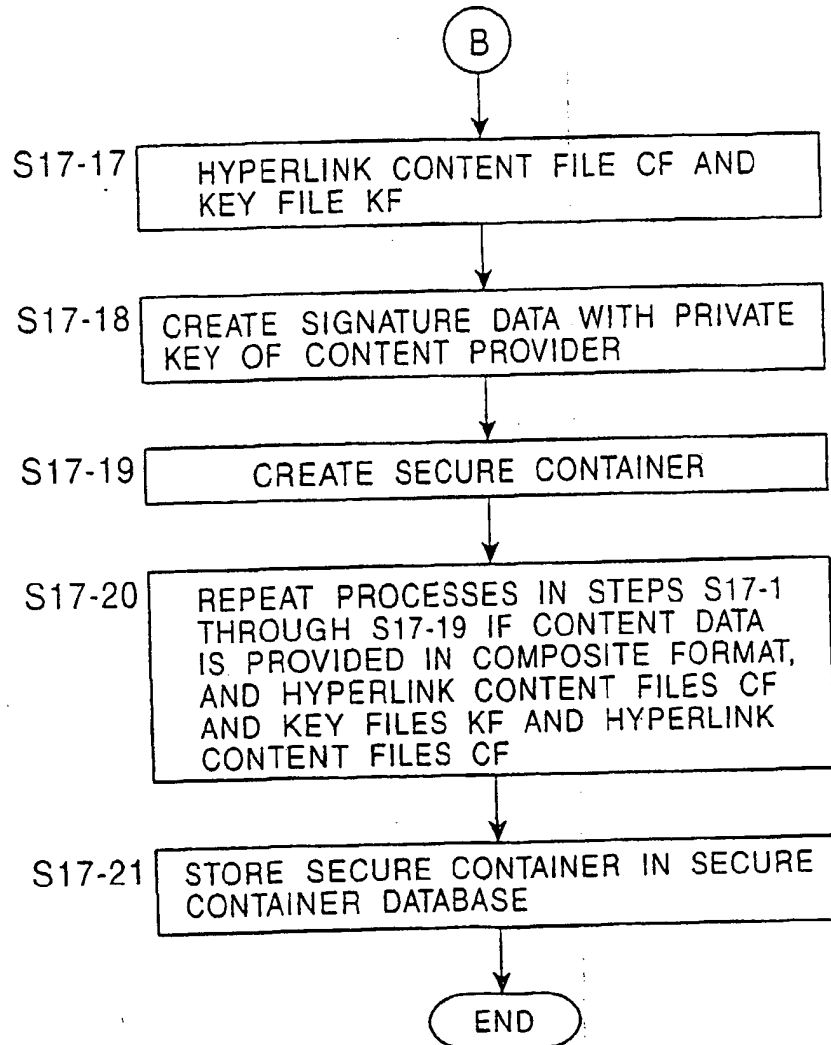 B
S17-17
HYPERLINK CONTENT FILE CF AND
KEY FILE KF
S17-18
CREATE SIGNATURE DATA WITH PRIVATE
KEY OF CONTENT PROVIDER
S17-19
CREATE SECURE CONTAINER
S17-20
REPEAT PROCESSES IN STEPS S17-1
THROUGH S17-19 IF CONTENT DATA
IS PROVIDED IN COMPOSITE FORMAT,
AND HYPERLINK CONTENT FILES CF
AND KEY FILES KF AND HYPERLINK
CONTENT FILES CF
S17-21
STORE SECURE CONTAINER IN SECURE
CONTAINER DATABASE
END